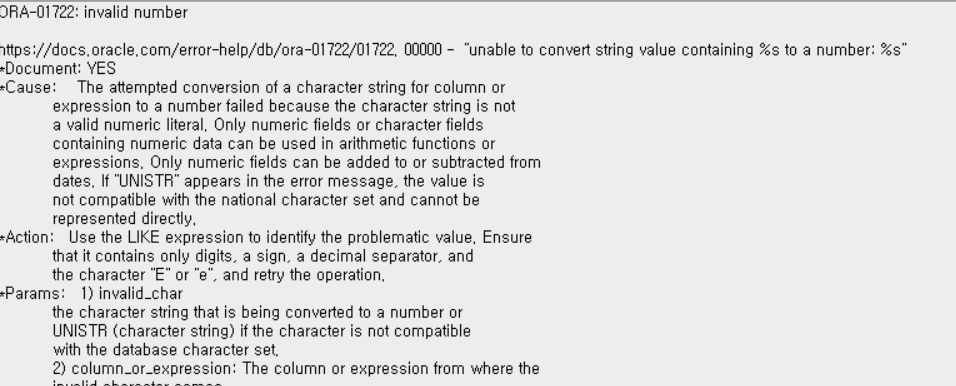 ORA-01722: invalid number
https://docs.oracle.com/error-help/db/ora-01722/01722. 00000 - "unable to convert string value containing %s to a number: %s"
*Document: YES
*Cause: The attempted conversion of a character string for column or
expression to a number failed because the character string is not
a valid numeric literal. Only numeric fields or character fields
containing numeric data can be used in arithmetic functions or
expressions. Only numeric fields can be added to or subtracted from
dates. If "UNISTR" appears in the error message, the value is
not compatible with the national character set and cannot be
represented directly.
*Action: Use the LIKE expression to identify the problematic value. Ensure
that it contains only digits, a sign, a decimal separator, and
the character "E" or "e", and retry the operation.
*Params: 1) invalid_char
the character string that is being converted to a number or
UNISTR (character string) if the character is not compatible
with the database character set.
2) column_or_expression: The column or expression from where the
invalid character comes